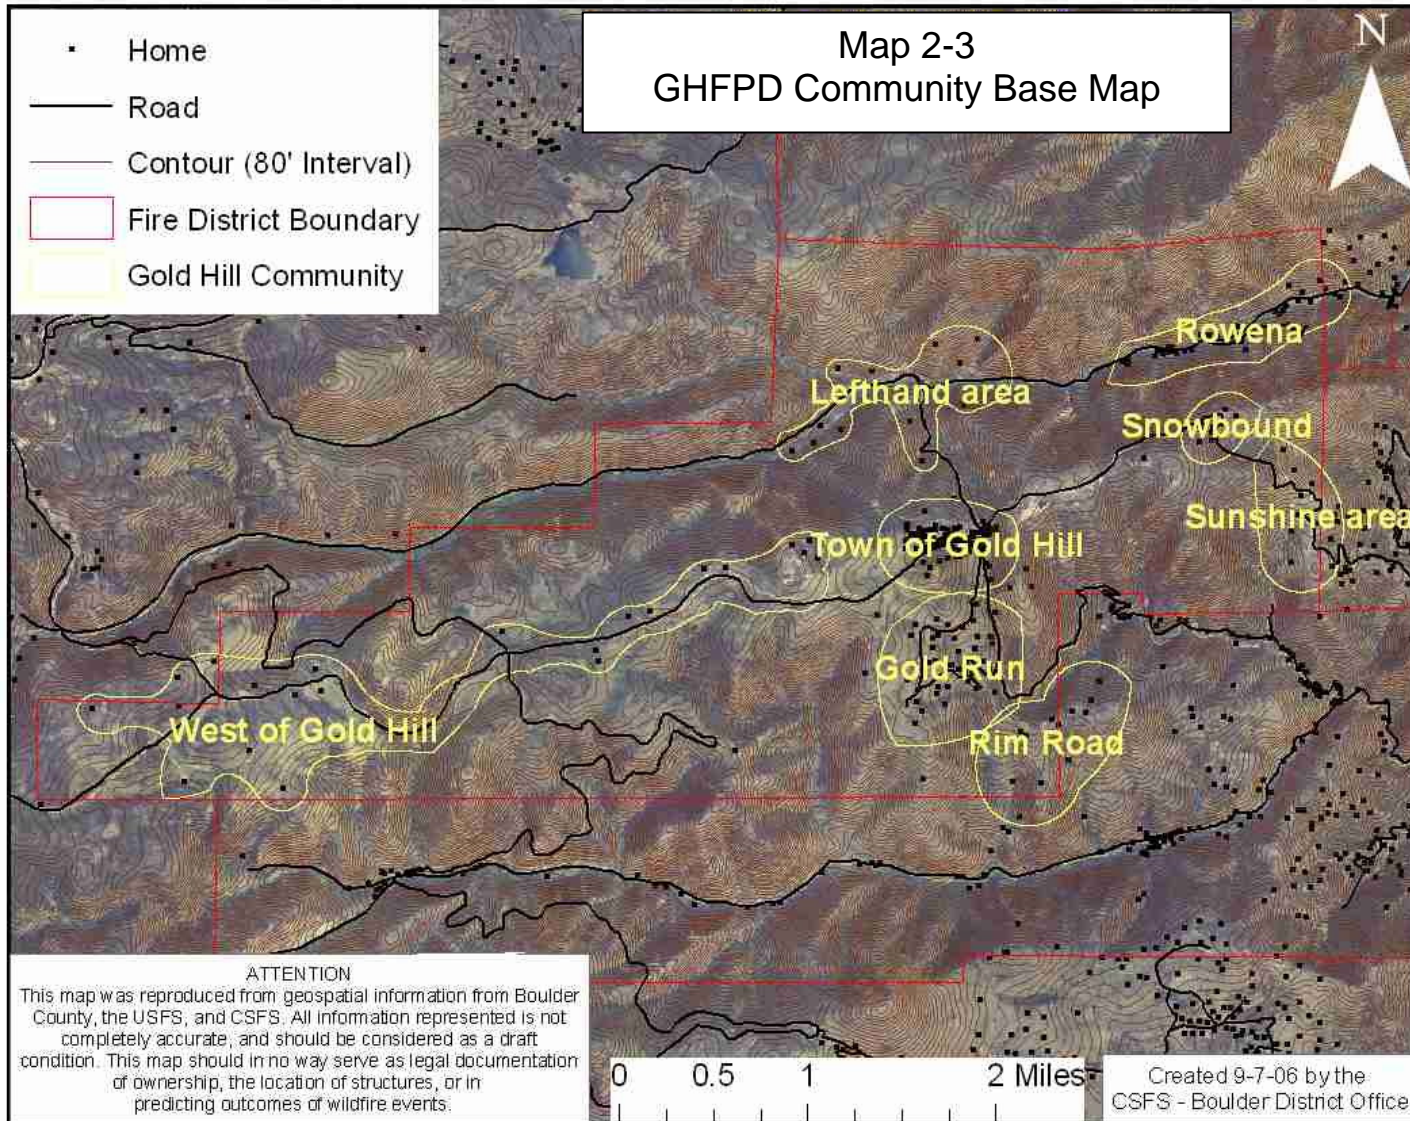 Map 2-3
GHFPD Community Base Map
N
Home
Road
Contour (80' Interval)
Fire District Boundary
Gold Hill Community
Rowena
Lefthand area
Snowbound
Sunshine area
Town of Gold Hill
Gold Run
West of Gold Hill
Rim Road
ATTENTION
This map was reproduced from geospatial information from Boulder
County, the USFS, and CSFS. All information represented is not
completely accurate, and should be considered as a draft
condition. This map should in no way serve as legal documentation
of ownership, the location of structures, or in
predicting outcomes of wildfire events.
0 0.5 1 2 Miles
Created 9-7-06 by the
CSFS - Boulder District Office